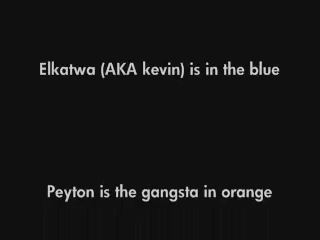 Elkatwa (AKA kevin) is in the blue
Peyton is the gangsta in orange